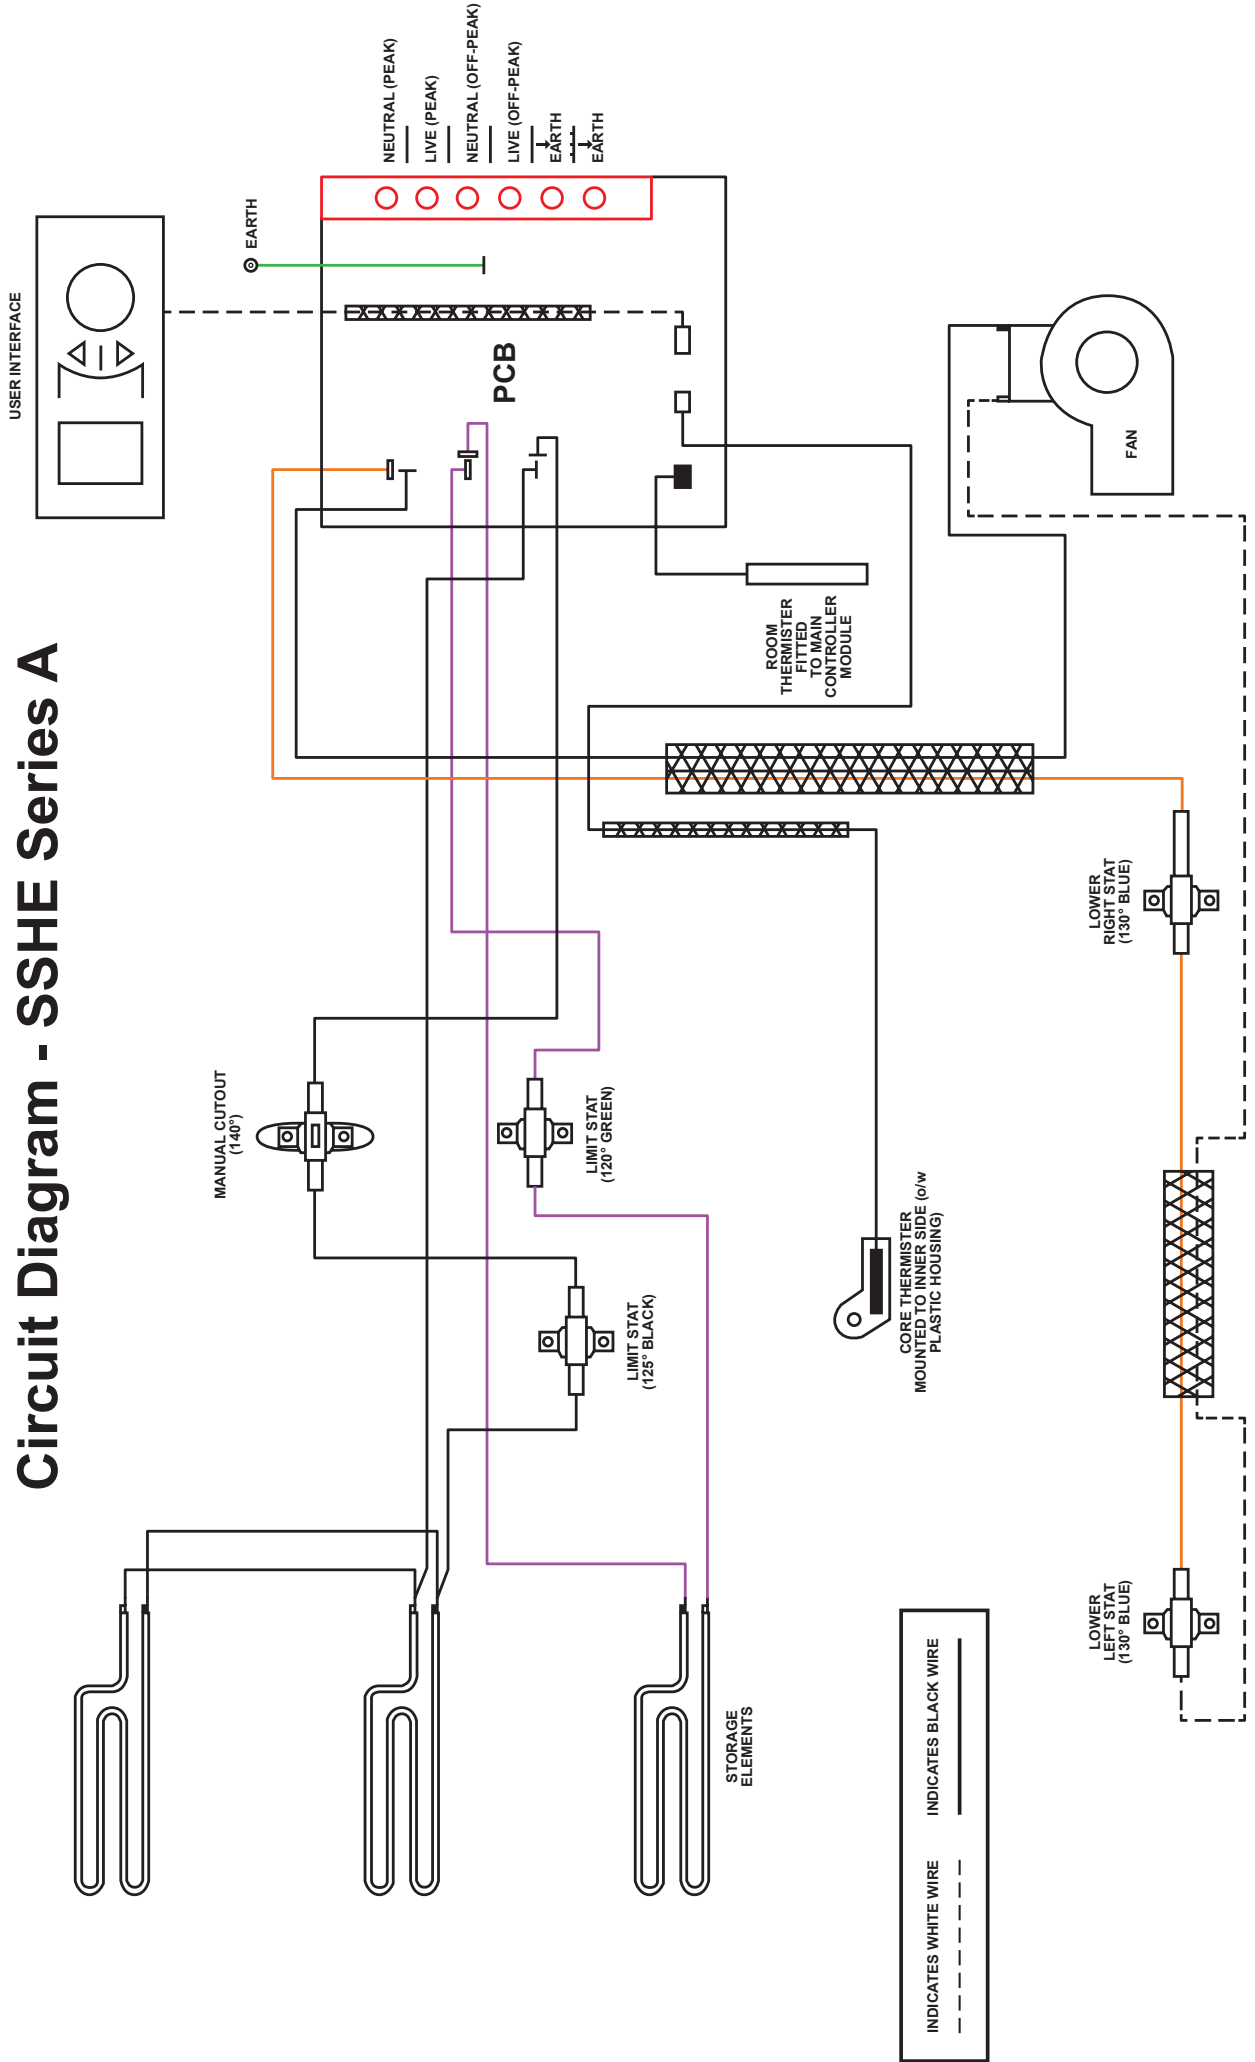 Circuit Diagram - SSHE Series A
USER INTERFACE
EARTH
NEUTRAL (PEAK)
LIVE (PEAK)
NEUTRAL (OFF-PEAK)
LIVE (OFF-PEAK)
EARTH
EARTH
PCB
MANUAL CUTOUT
(140°)
LIMIT STAT
(120° GREEN)
LIMIT STAT
(125° BLACK)
ROOM
THERMISTER
FITTED
TO MAIN
CONTROLLER
MODULE
FAN
STORAGE
ELEMENTS
CORE THERMISTER
MOUNTED TO INNER SIDE (o/w
PLASTIC HOUSING)
LOWER
RIGHT STAT
(130° BLUE)
LOWER
LEFT STAT
(130° BLUE)
INDICATES WHITE WIRE
INDICATES BLACK WIRE